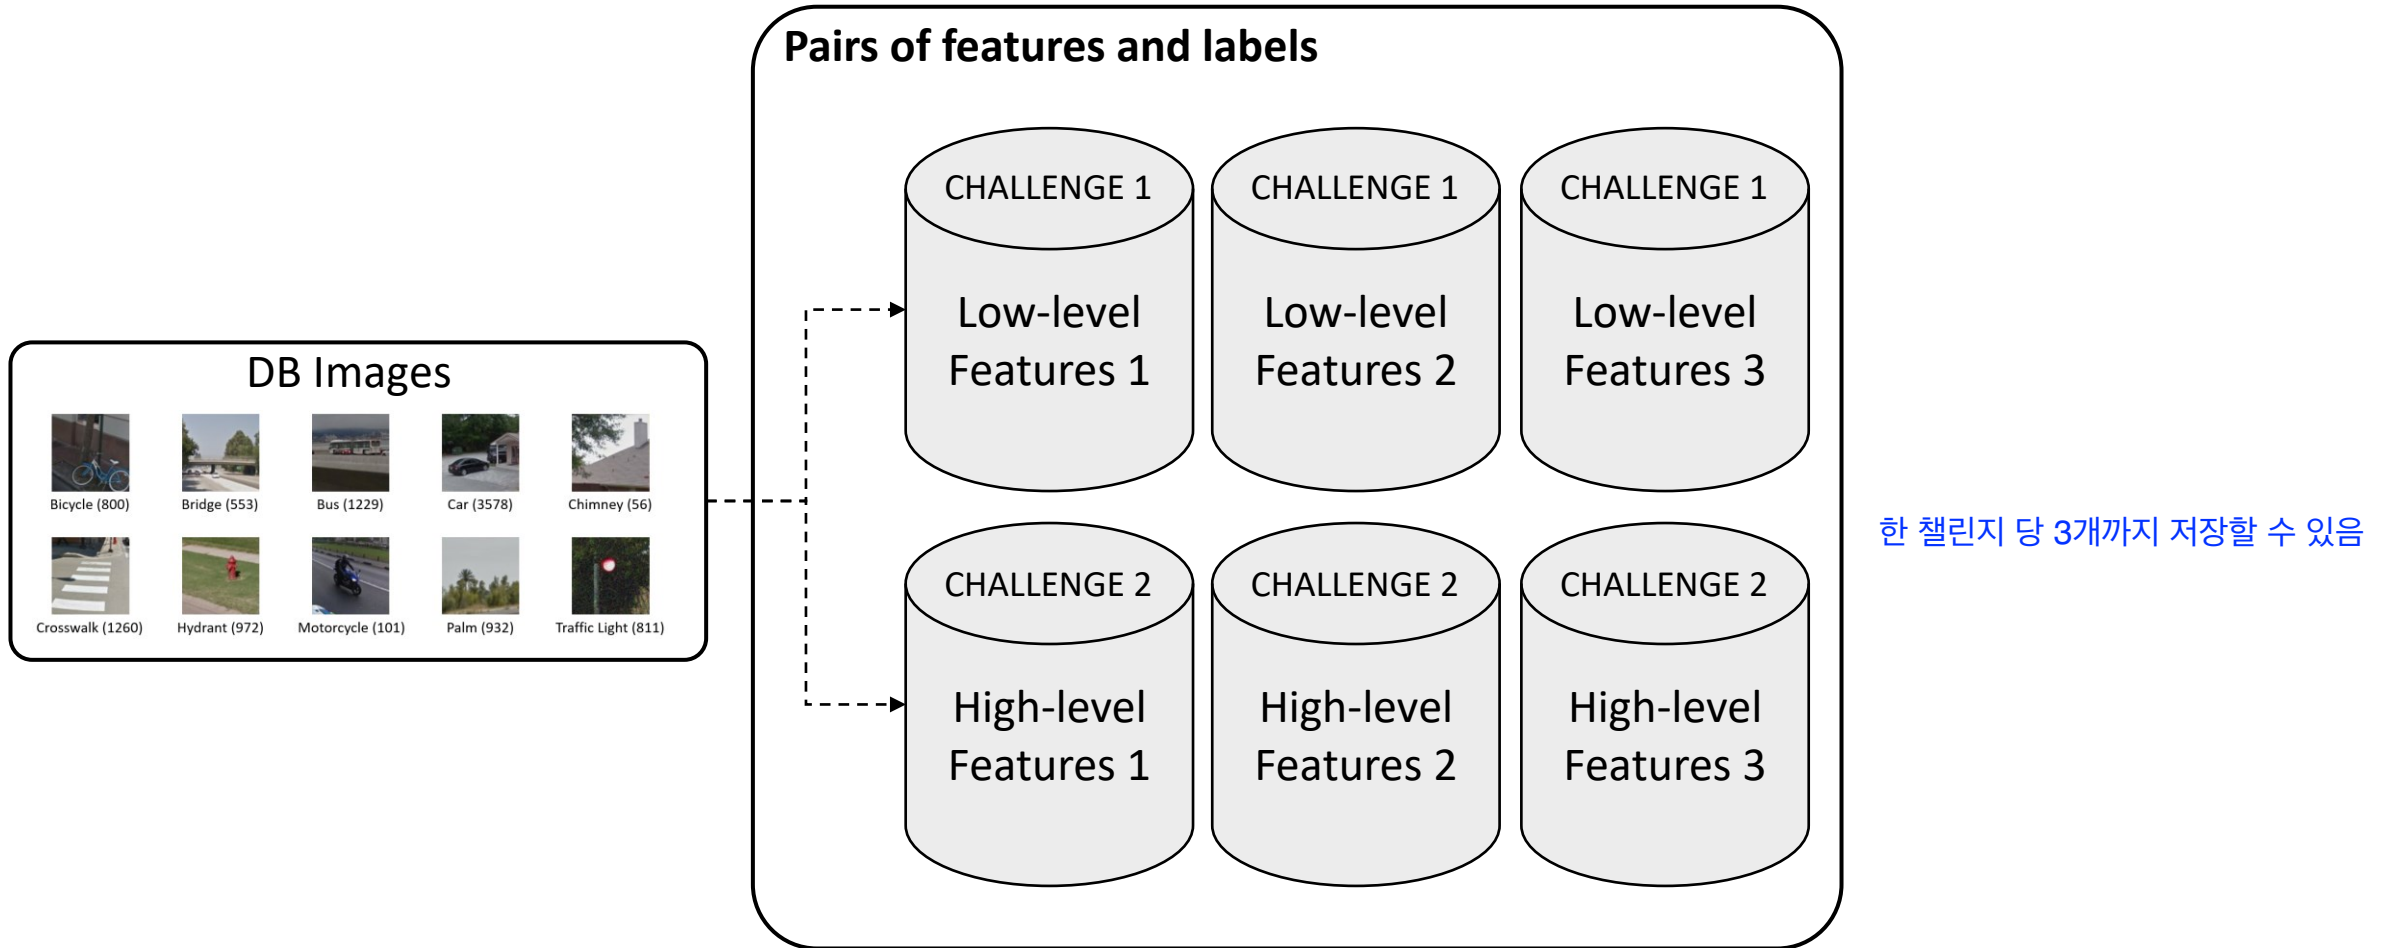 Pairs of features and labels
DB Images
Bicycle (800)
Bridge (553)
Bus (1229)
Car (3578)
Chimney (56)
Crosswalk (1260)
Hydrant (972)
Motorcycle (101)
Palm (932)
Traffic Light (811)
CHALLENGE 1
Low-level
Features 1
CHALLENGE 1
Low-level
Features 2
CHALLENGE 1
Low-level
Features 3
CHALLENGE 2
High-level
Features 1
CHALLENGE 2
High-level
Features 2
CHALLENGE 2
High-level
Features 3
한 챌린지 당 3개까지 저장할 수 있음